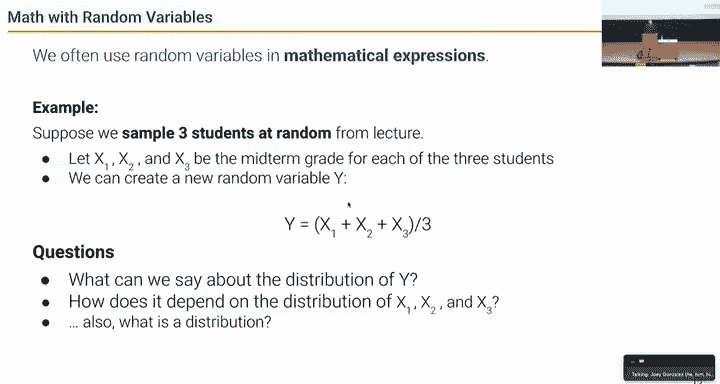 Math with Random Variables
We often use random variables in mathematical expressions.
Example:
Suppose we sample 3 students at random from lecture.
● Let X₁, X₂, and X₃ be the midterm grade for each of the three students
● We can create a new random variable Y:
Y = (X₁ + X₂ + X₃)/3
Questions
● What can we say about the distribution of Y?
● How does it depend on the distribution of X₁, X₂, and X₃?
● ... also, what is a distribution?
Talking: Joey Gonzalez